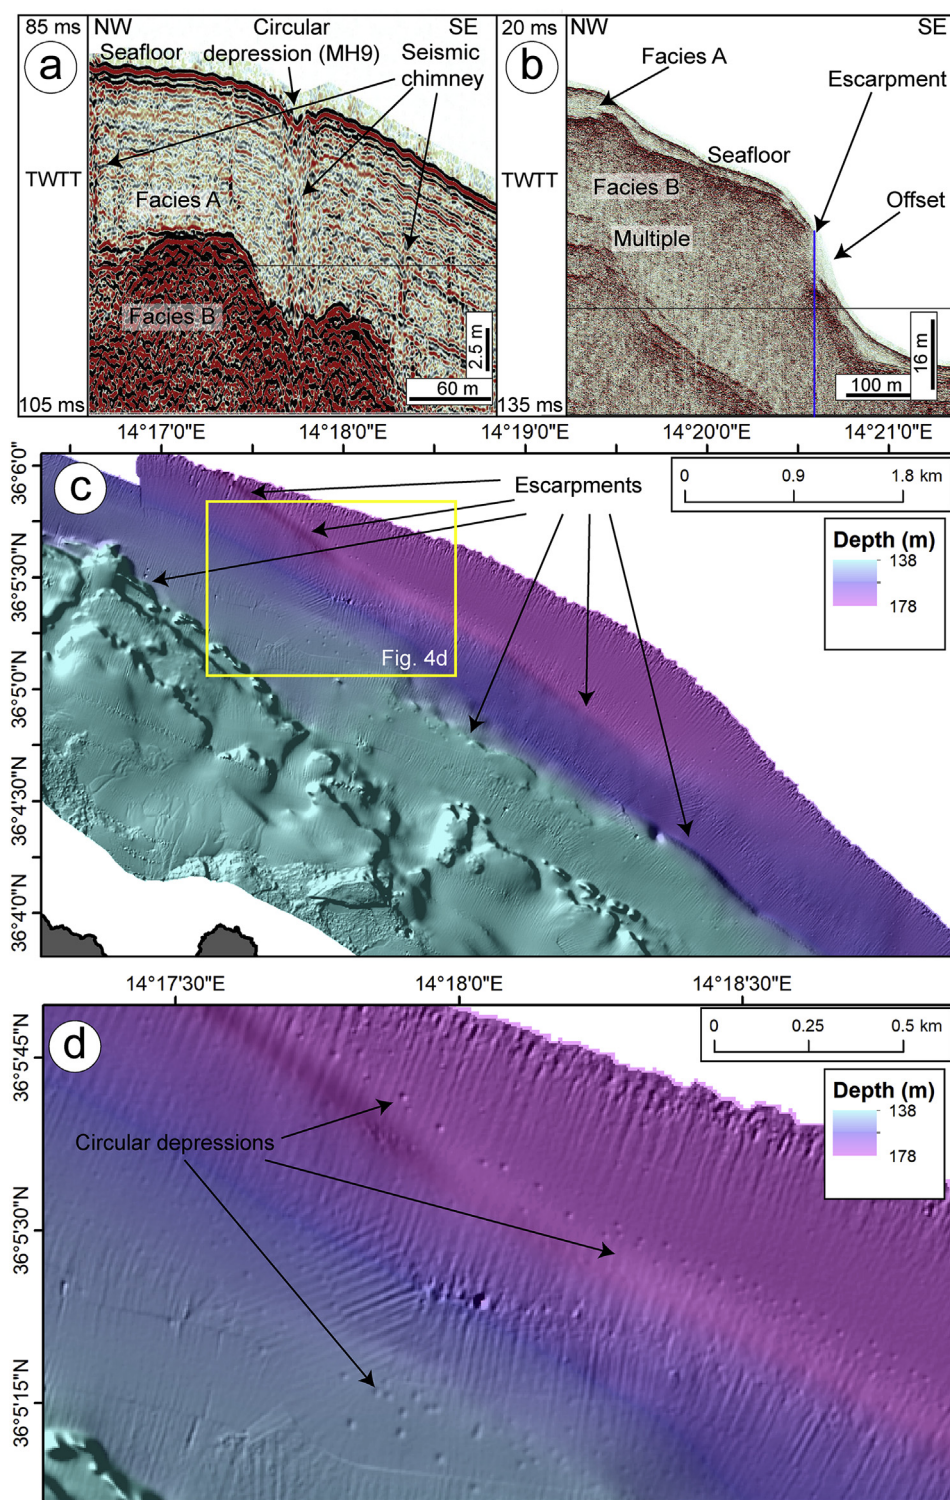 85 ms
NW
Circular
SE
Seafloor
depression (MH9)
Seismic
chimney
a
TWTT
Facies A
Facies B
2.5 m
60 m
105 ms
20 ms
NW
SE
b
Facies A
Escarpment
Seafloor
TWTT
Facies B
Offset
Multiple
16 m
100 m
135 ms
14°17'0"E
14°18'0"E
14°19'0"E
14°20'0"E
14°21'0"E
36°6'0"
36°5'30"N
36°5'0"N
36°4'30"N
36°4'0"N
c
Escarpments
0
0.9
1.8 km
Depth (m)
138
178
Fig. 4d
14°17'30"E
14°18'0"E
14°18'30"E
36°5'45"N
36°5'30"N
36°5'15"N
d
0
0.25
0.5 km
Depth (m)
138
178
Circular depressions